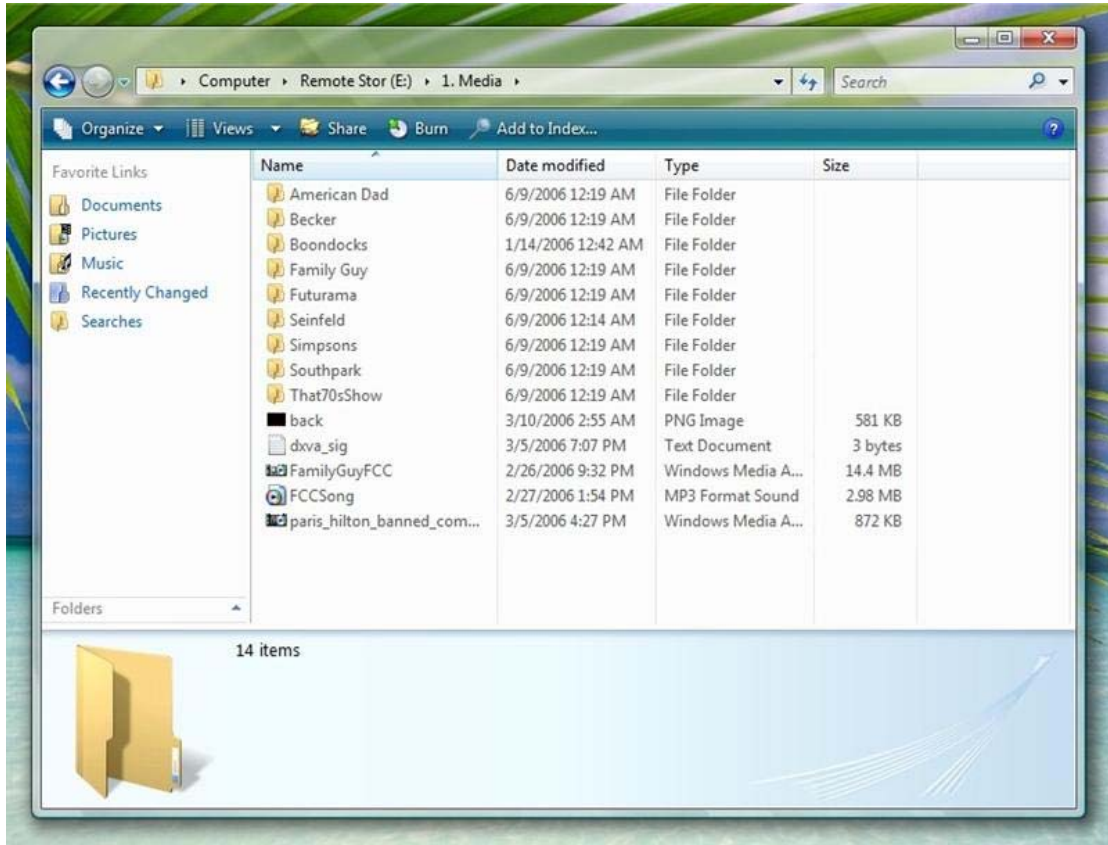 Computer ▸ Remote Stor (E:) ▸ 1. Media ▸ Search
Organize Views Share Burn Add to Index... ?
Favorite Links
Documents
Pictures
Music
Recently Changed
Searches
Folders
Name Date modified Type Size
American Dad 6/9/2006 12:19 AM File Folder
Becker 6/9/2006 12:19 AM File Folder
Boondocks 1/14/2006 12:42 AM File Folder
Family Guy 6/9/2006 12:19 AM File Folder
Futurama 6/9/2006 12:19 AM File Folder
Seinfeld 6/9/2006 12:14 AM File Folder
Simpsons 6/9/2006 12:19 AM File Folder
Southpark 6/9/2006 12:19 AM File Folder
That70sShow 6/9/2006 12:19 AM File Folder
back 3/10/2006 2:55 AM PNG Image 581 KB
dxva_sig 3/5/2006 7:07 PM Text Document 3 bytes
FamilyGuyFCC 2/26/2006 9:32 PM Windows Media A... 14.4 MB
FCCSong 2/27/2006 1:54 PM MP3 Format Sound 2.98 MB
paris_hilton_banned_com... 3/5/2006 4:27 PM Windows Media A... 872 KB
14 items